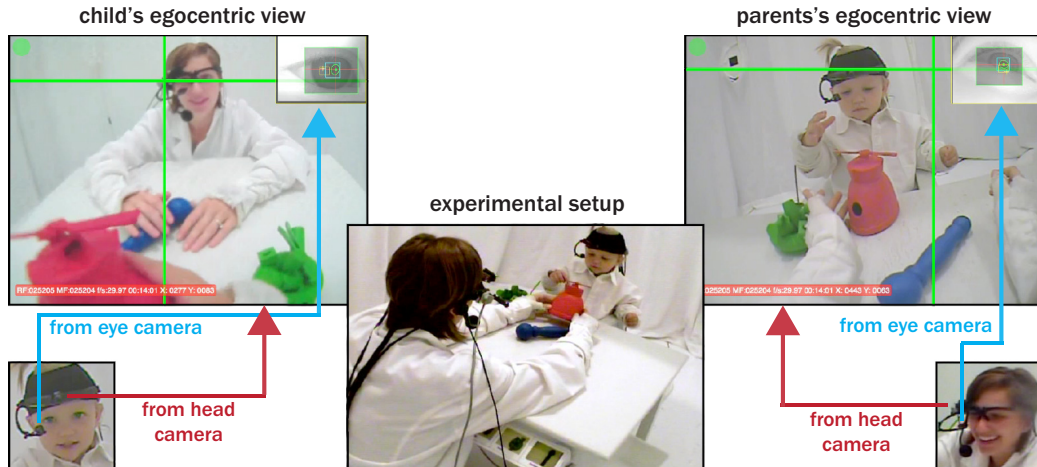 child's egocentric view
parents's egocentric view
RF:025205 MF:025204 f/s:29.97 00:14:01 X: 0277 Y: 0063
experimental setup
025205 MF:025204 f/s:29.97 00:14:01 X: 0443 Y: 0063
from eye camera
from eye camera
from head
camera
from head
camera